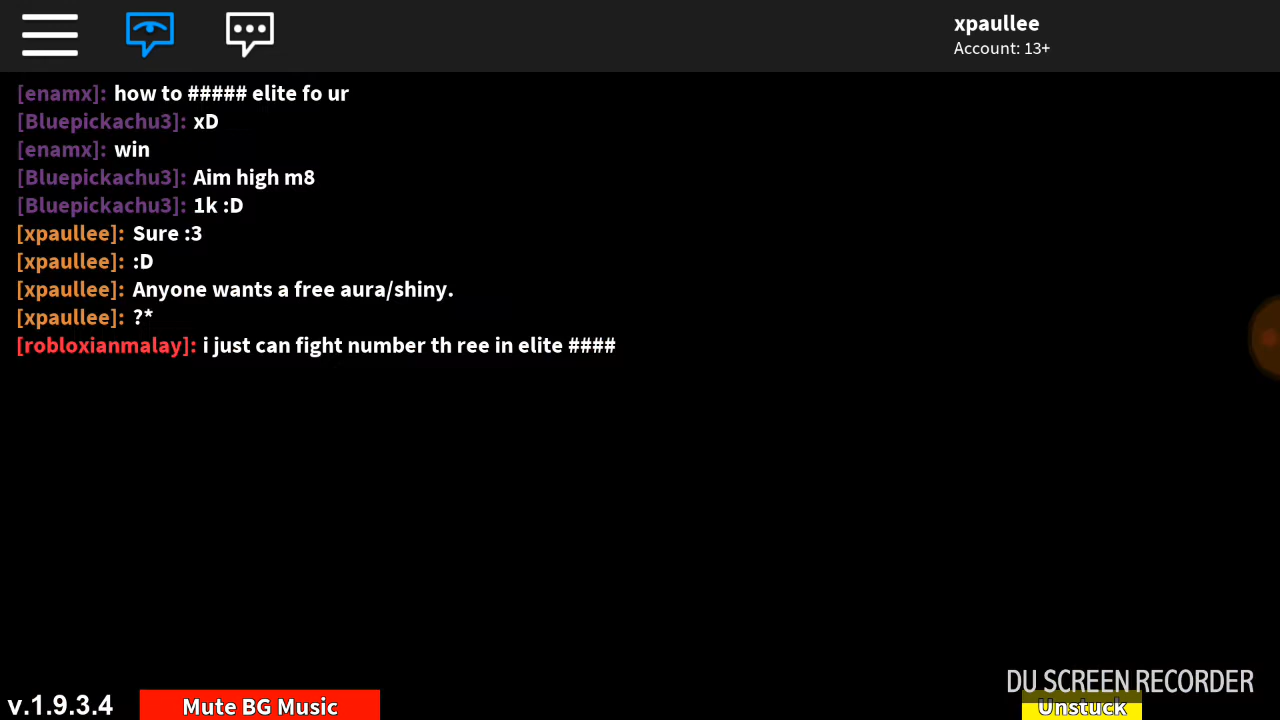 xpaullee
Account: 13+
[enamx]: how to ##### elite fo ur
[Bluepickachu3]: xD
[enamx]: win
[Bluepickachu3]: Aim high m8
[Bluepickachu3]: 1k :D
[xpaullee]: Sure :3
[xpaullee]: :D
[xpaullee]: Anyone wants a free aura/shiny.
[xpaullee]: ?*
[robloxianmalay]: i just can fight number th ree in elite ####
DU SCREEN RECORDER
v.1.9.3.4 Mute BG Music Unstuck